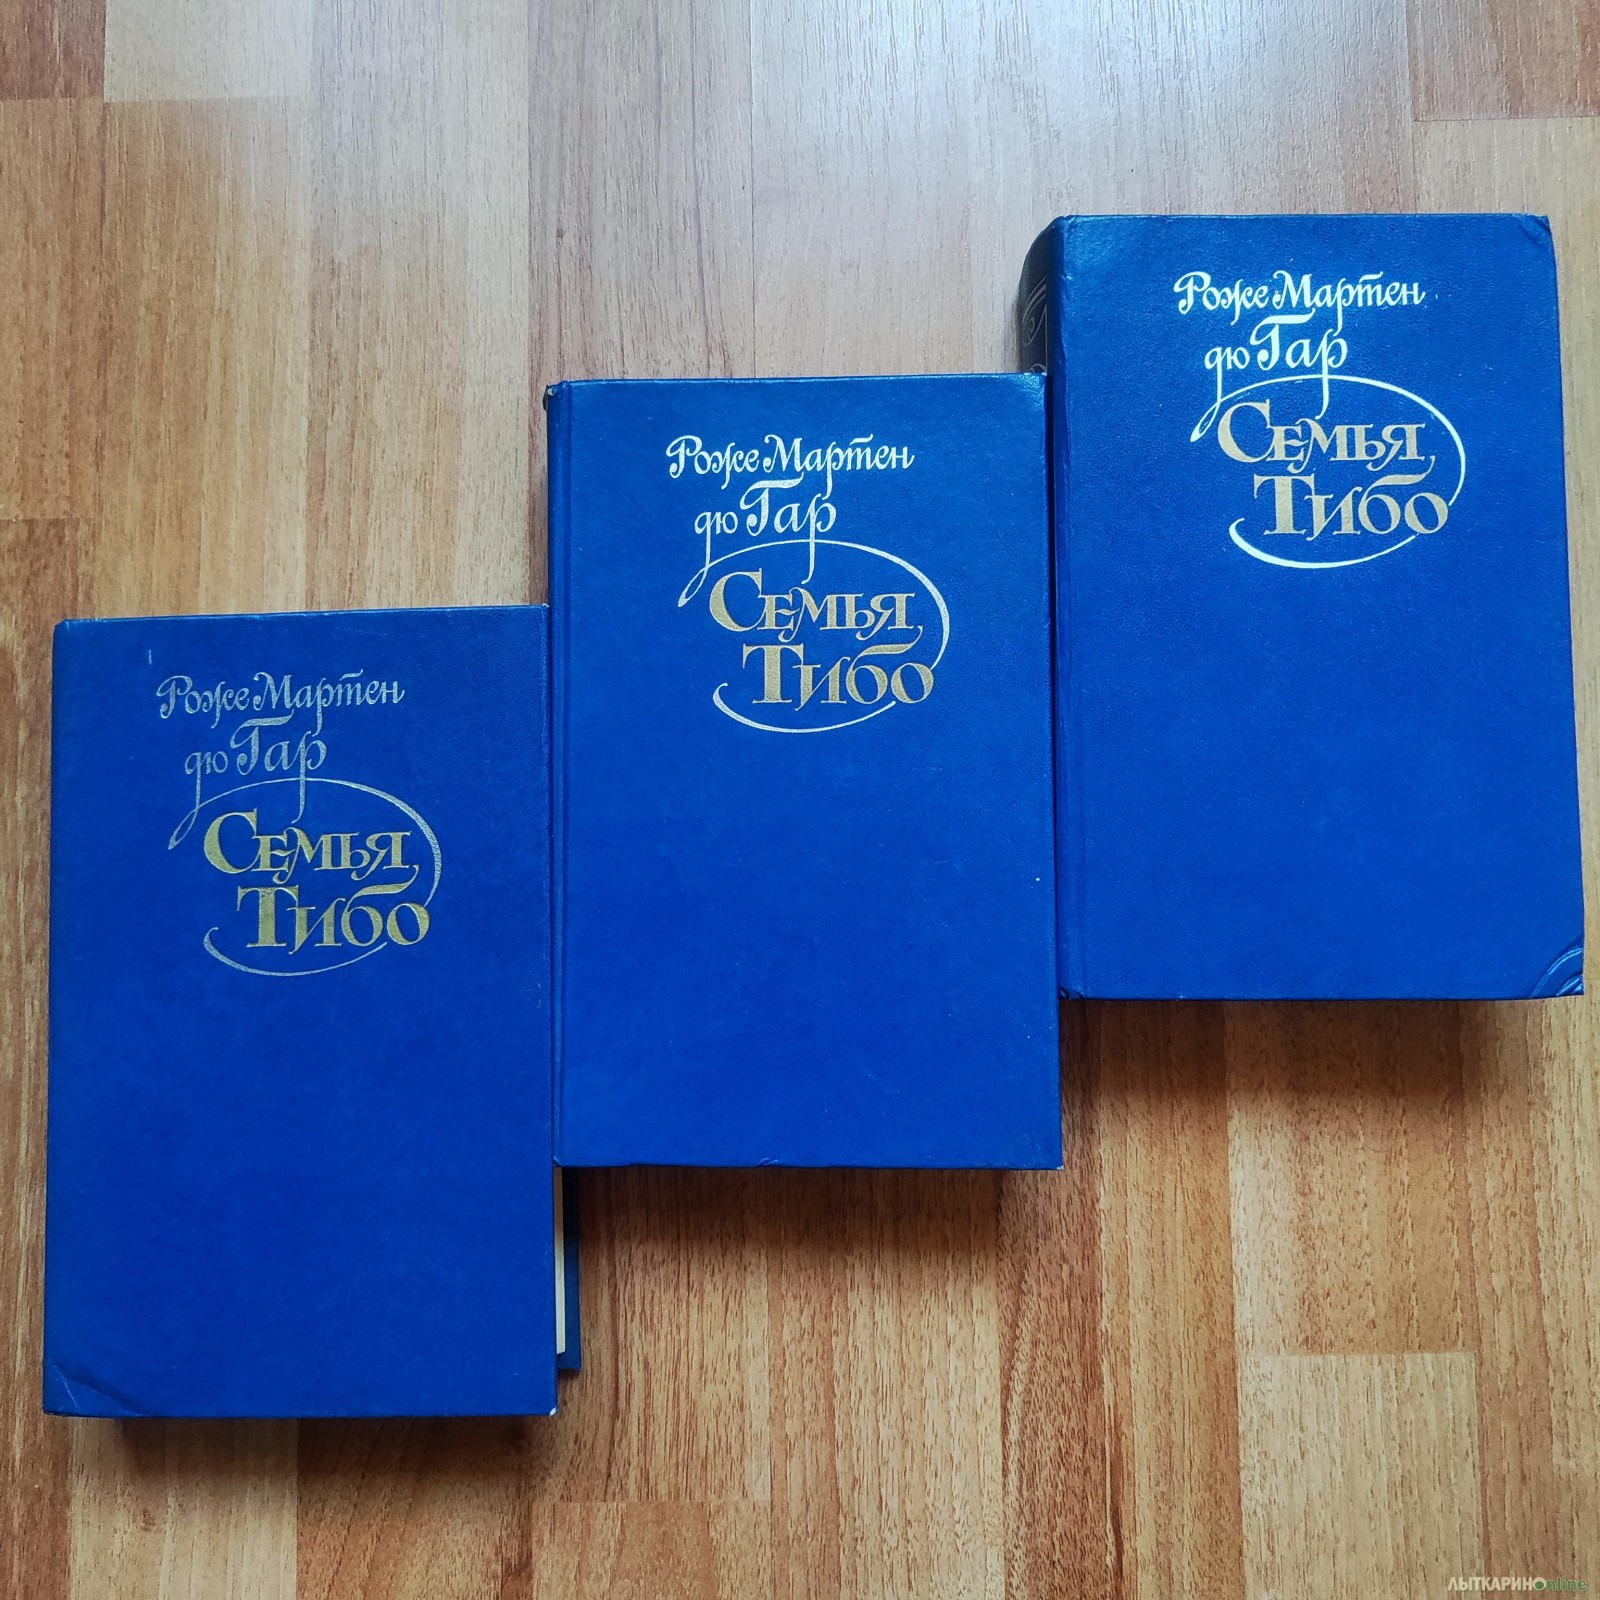 Роже Мартен
дю Гар
Семья
Тибо
Роже Мартен
дю Гар
Семья
Тибо
Роже Мартен
дю Гар
Семья
Тибо
ЛЫТКАРИНОonline